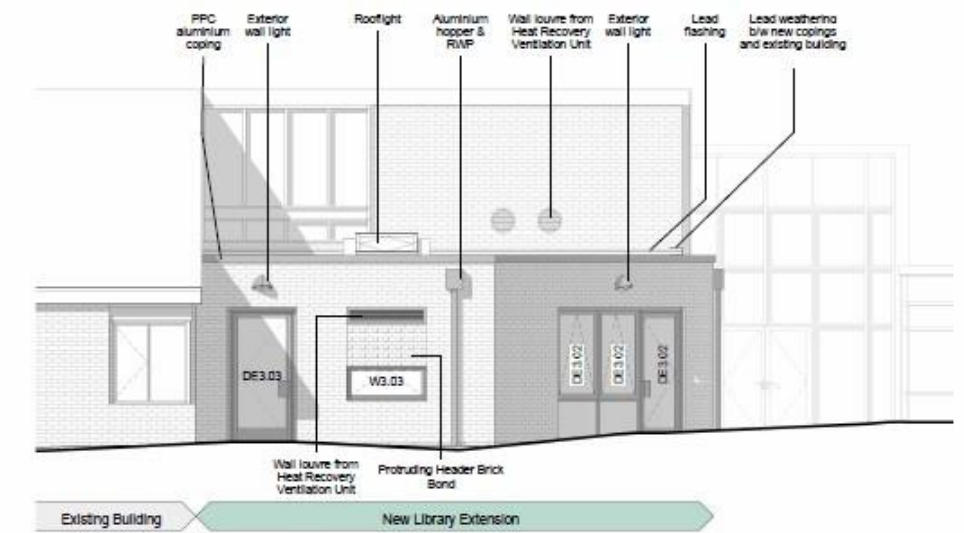 PPC
aluminium
coping
Exterior
wall light
Rooflight
Aluminium
hopper &
RWP
Wall louvre from
Heat Recovery
Ventilation Unit
Exterior
wall light
Lead
flashing
Lead weathering
b/w new copings
and existing building
DE3.03
W3.03
DE3.02
DE3.02
DE3.02
Wall louvre from
Heat Recovery
Ventilation Unit
Protruding Header Brick
Bond
Existing Building
New Library Extension